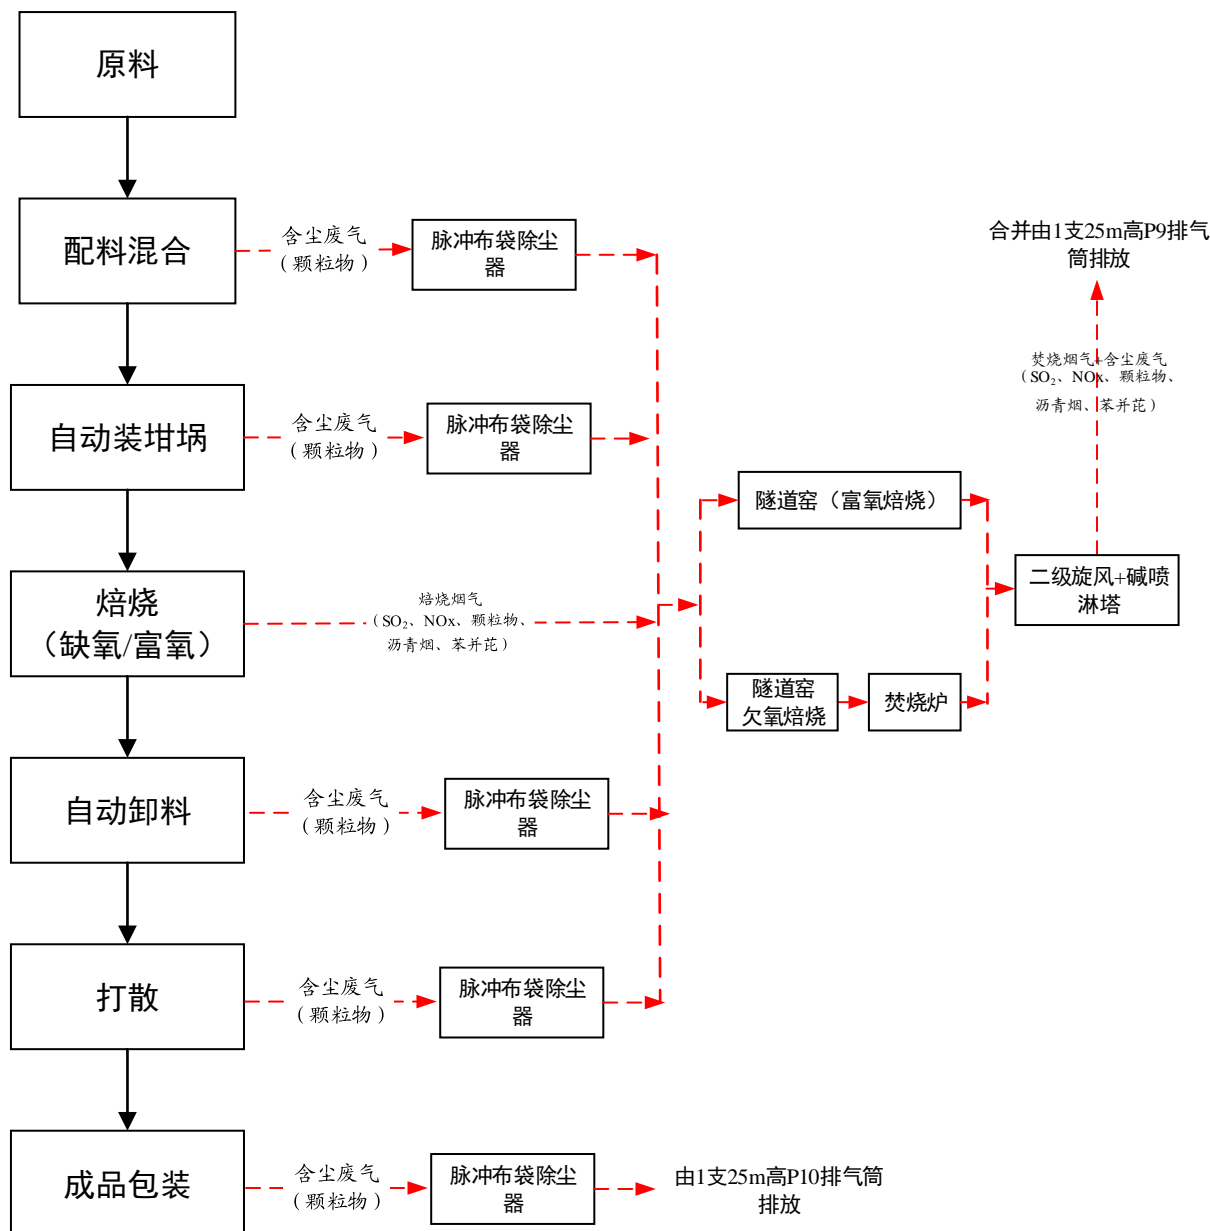 原料
配料混合
含尘废气
（颗粒物）
脉冲布袋除尘
器
合并由1支25m高P9排气
筒排放
自动装坩埚
含尘废气
（颗粒物）
脉冲布袋除尘
器
焚烧烟气+含尘废气
（SO₂、NOx、颗粒物、
沥青烟、苯并芘）
隧道窑（富氧焙烧）
焙烧
（缺氧/富氧）
焙烧烟气
（SO₂、NOx、颗粒物、
沥青烟、苯并芘）
二级旋风+碱喷
淋塔
隧道窑
欠氧焙烧
焚烧炉
自动卸料
含尘废气
（颗粒物）
脉冲布袋除尘
器
打散
含尘废气
（颗粒物）
脉冲布袋除尘
器
成品包装
含尘废气
（颗粒物）
脉冲布袋除尘
器
由1支25m高P10排气筒
排放